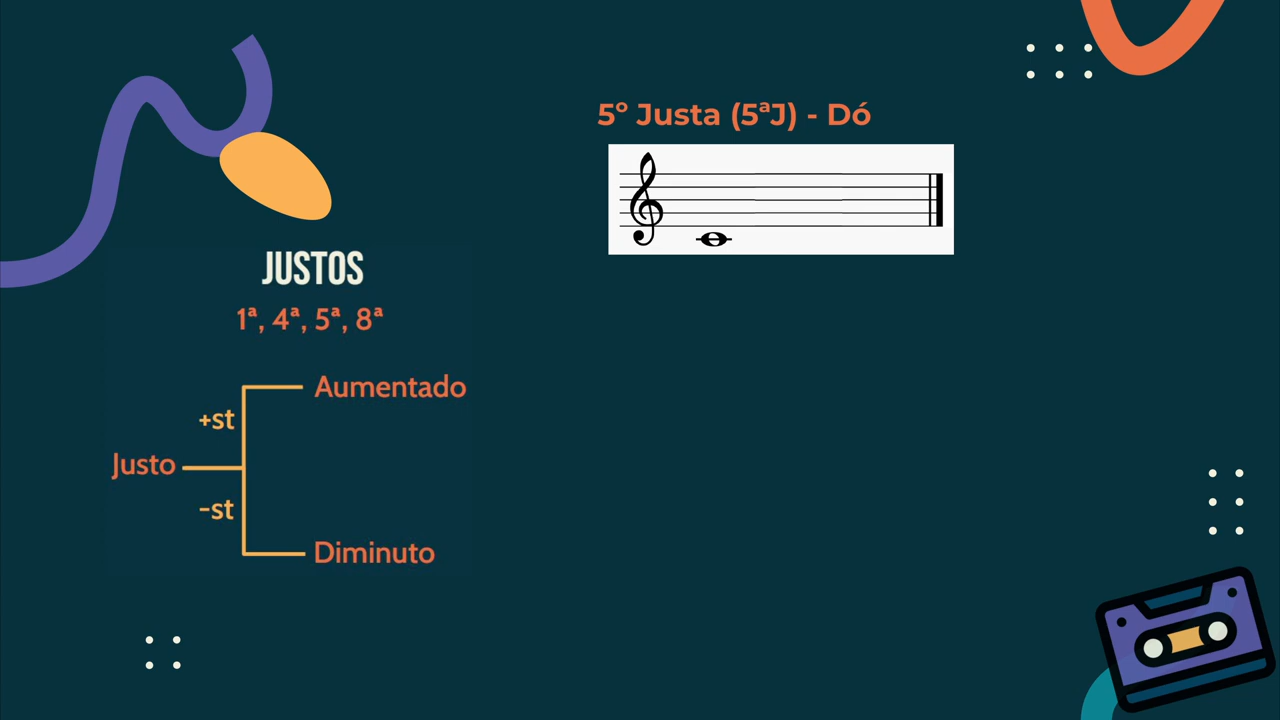 5º Justa (5ªJ) - Dó
JUSTOS
1ª, 4ª, 5ª, 8ª
Aumentado
+st
Justo
-st
Diminuto